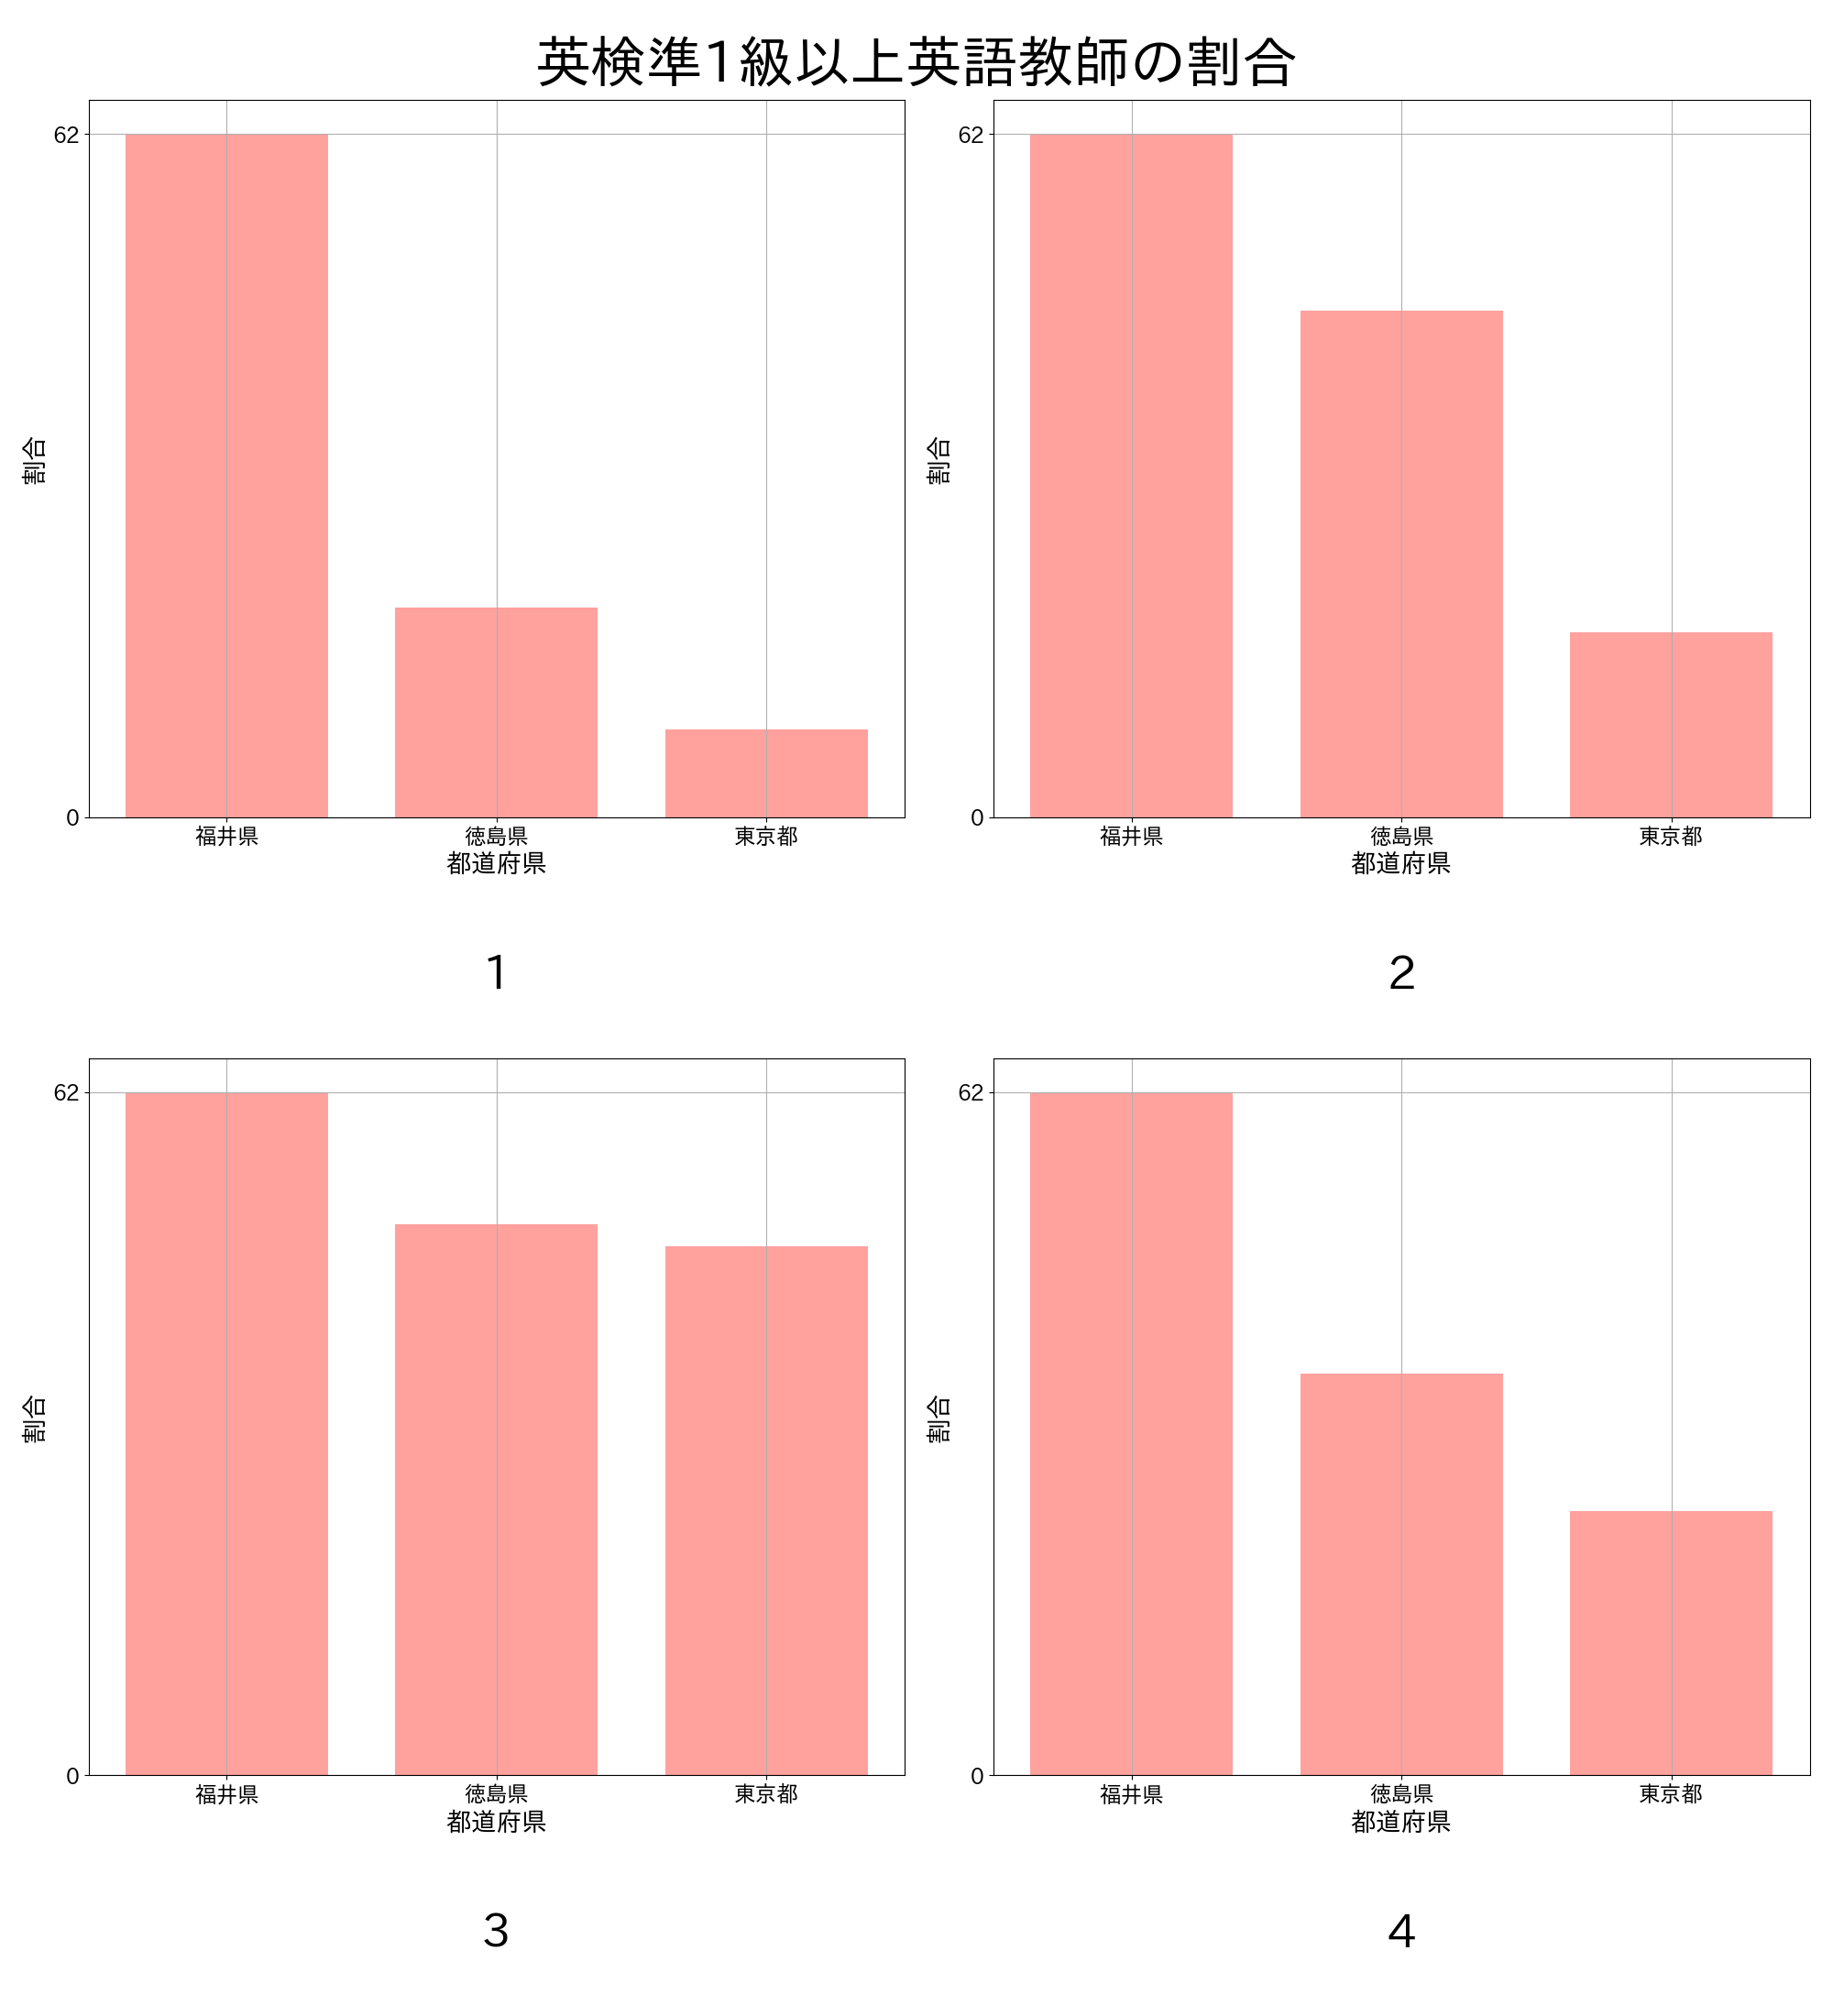 英検準1級以上英語教師の割合
62
0
割合
福井県 徳島県 東京都
都道府県
1
62
0
割合
福井県 徳島県 東京都
都道府県
2
62
0
割合
福井県 徳島県 東京都
都道府県
3
62
0
割合
福井県 徳島県 東京都
都道府県
4